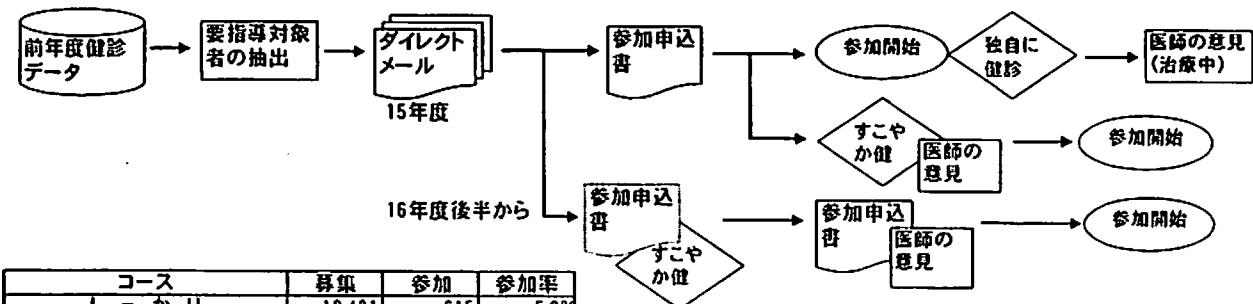 前年度健診
データ
要指導対象
者の抽出
ダイレクト
メール
15年度
参加申込
書
参加開始
独自に
健診
医師の意見
(治療中)
すこや
か健
医師の
意見
参加開始
16年度後半から
参加申込
書
すこや
か健
参加申込
書
医師の
意見
参加開始
コース 募集 参加 参加率